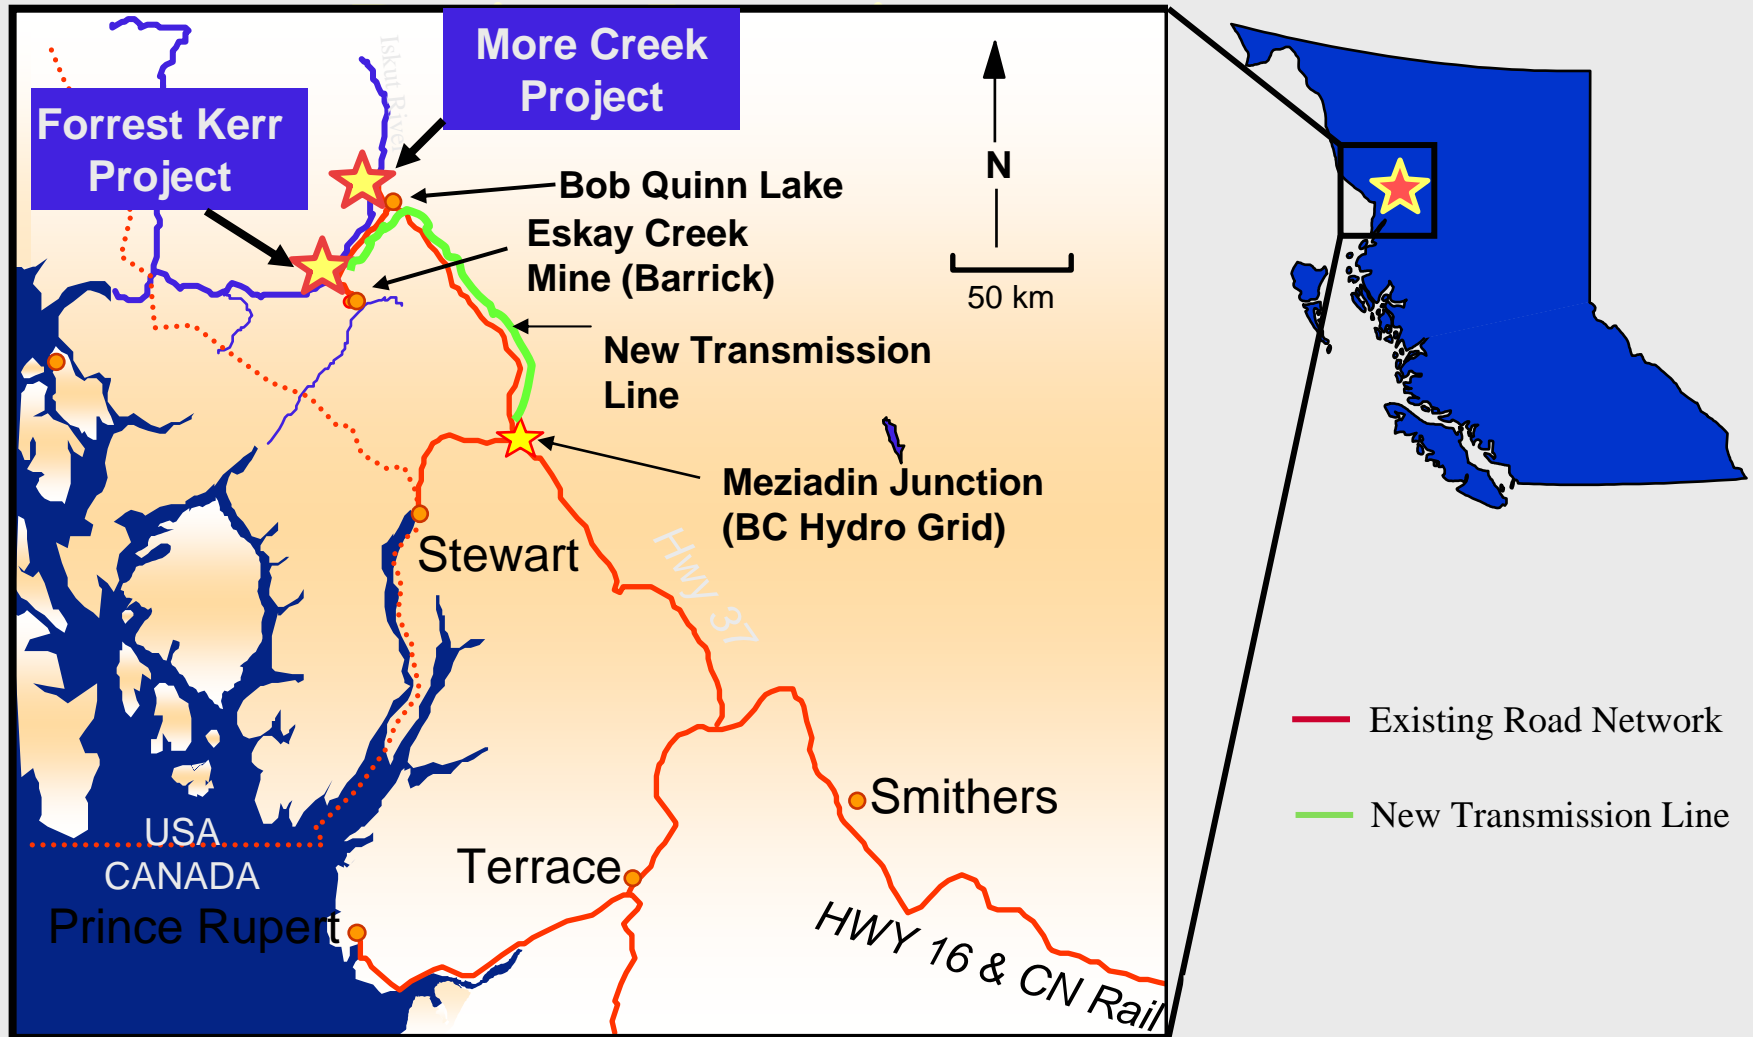 More Creek
Project
Forrest Kerr
Project
Iskut River
N
50 km
Bob Quinn Lake
Eskay Creek
Mine (Barrick)
New Transmission
Line
Meziadin Junction
(BC Hydro Grid)
Stewart
Hwy 37
Smithers
Terrace
USA
CANADA
Prince Rupert
HWY 16 & CN Rail
Existing Road Network
New Transmission Line